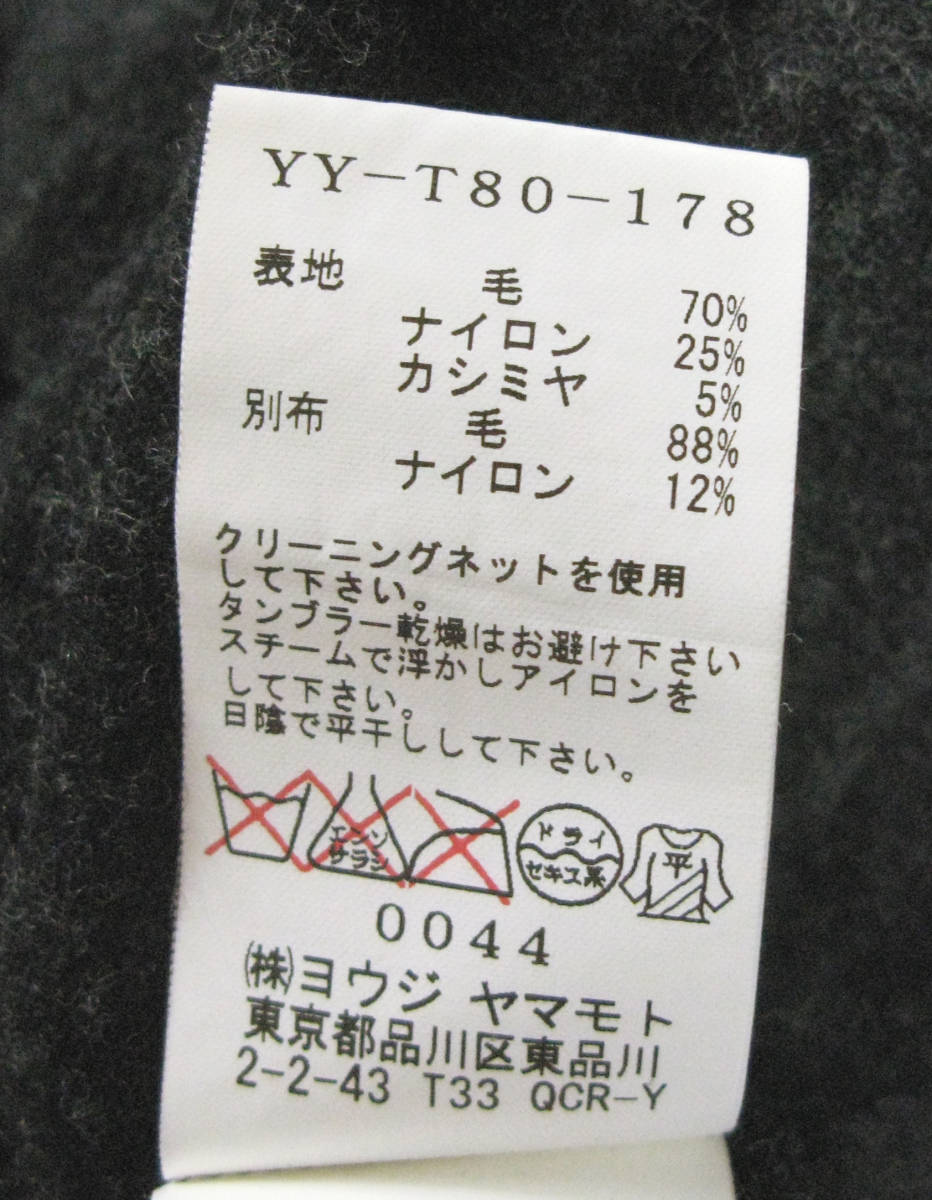 YY-T80-178
表地 毛 70%
ナイロン 25%
カシミヤ 5%
別布 毛 88%
ナイロン 12%
クリーニングネットを使用
して下さい。
タンブラー乾燥はお避け下さい
スチームで浮かしアイロンを
して下さい。
日陰で平干しして下さい。
エンソ
サラシ
ドライ
セキユ系
平
0044
㈱ヨウジ ヤマモト
東京都品川区東品川
2-2-43 T33 QCR-Y